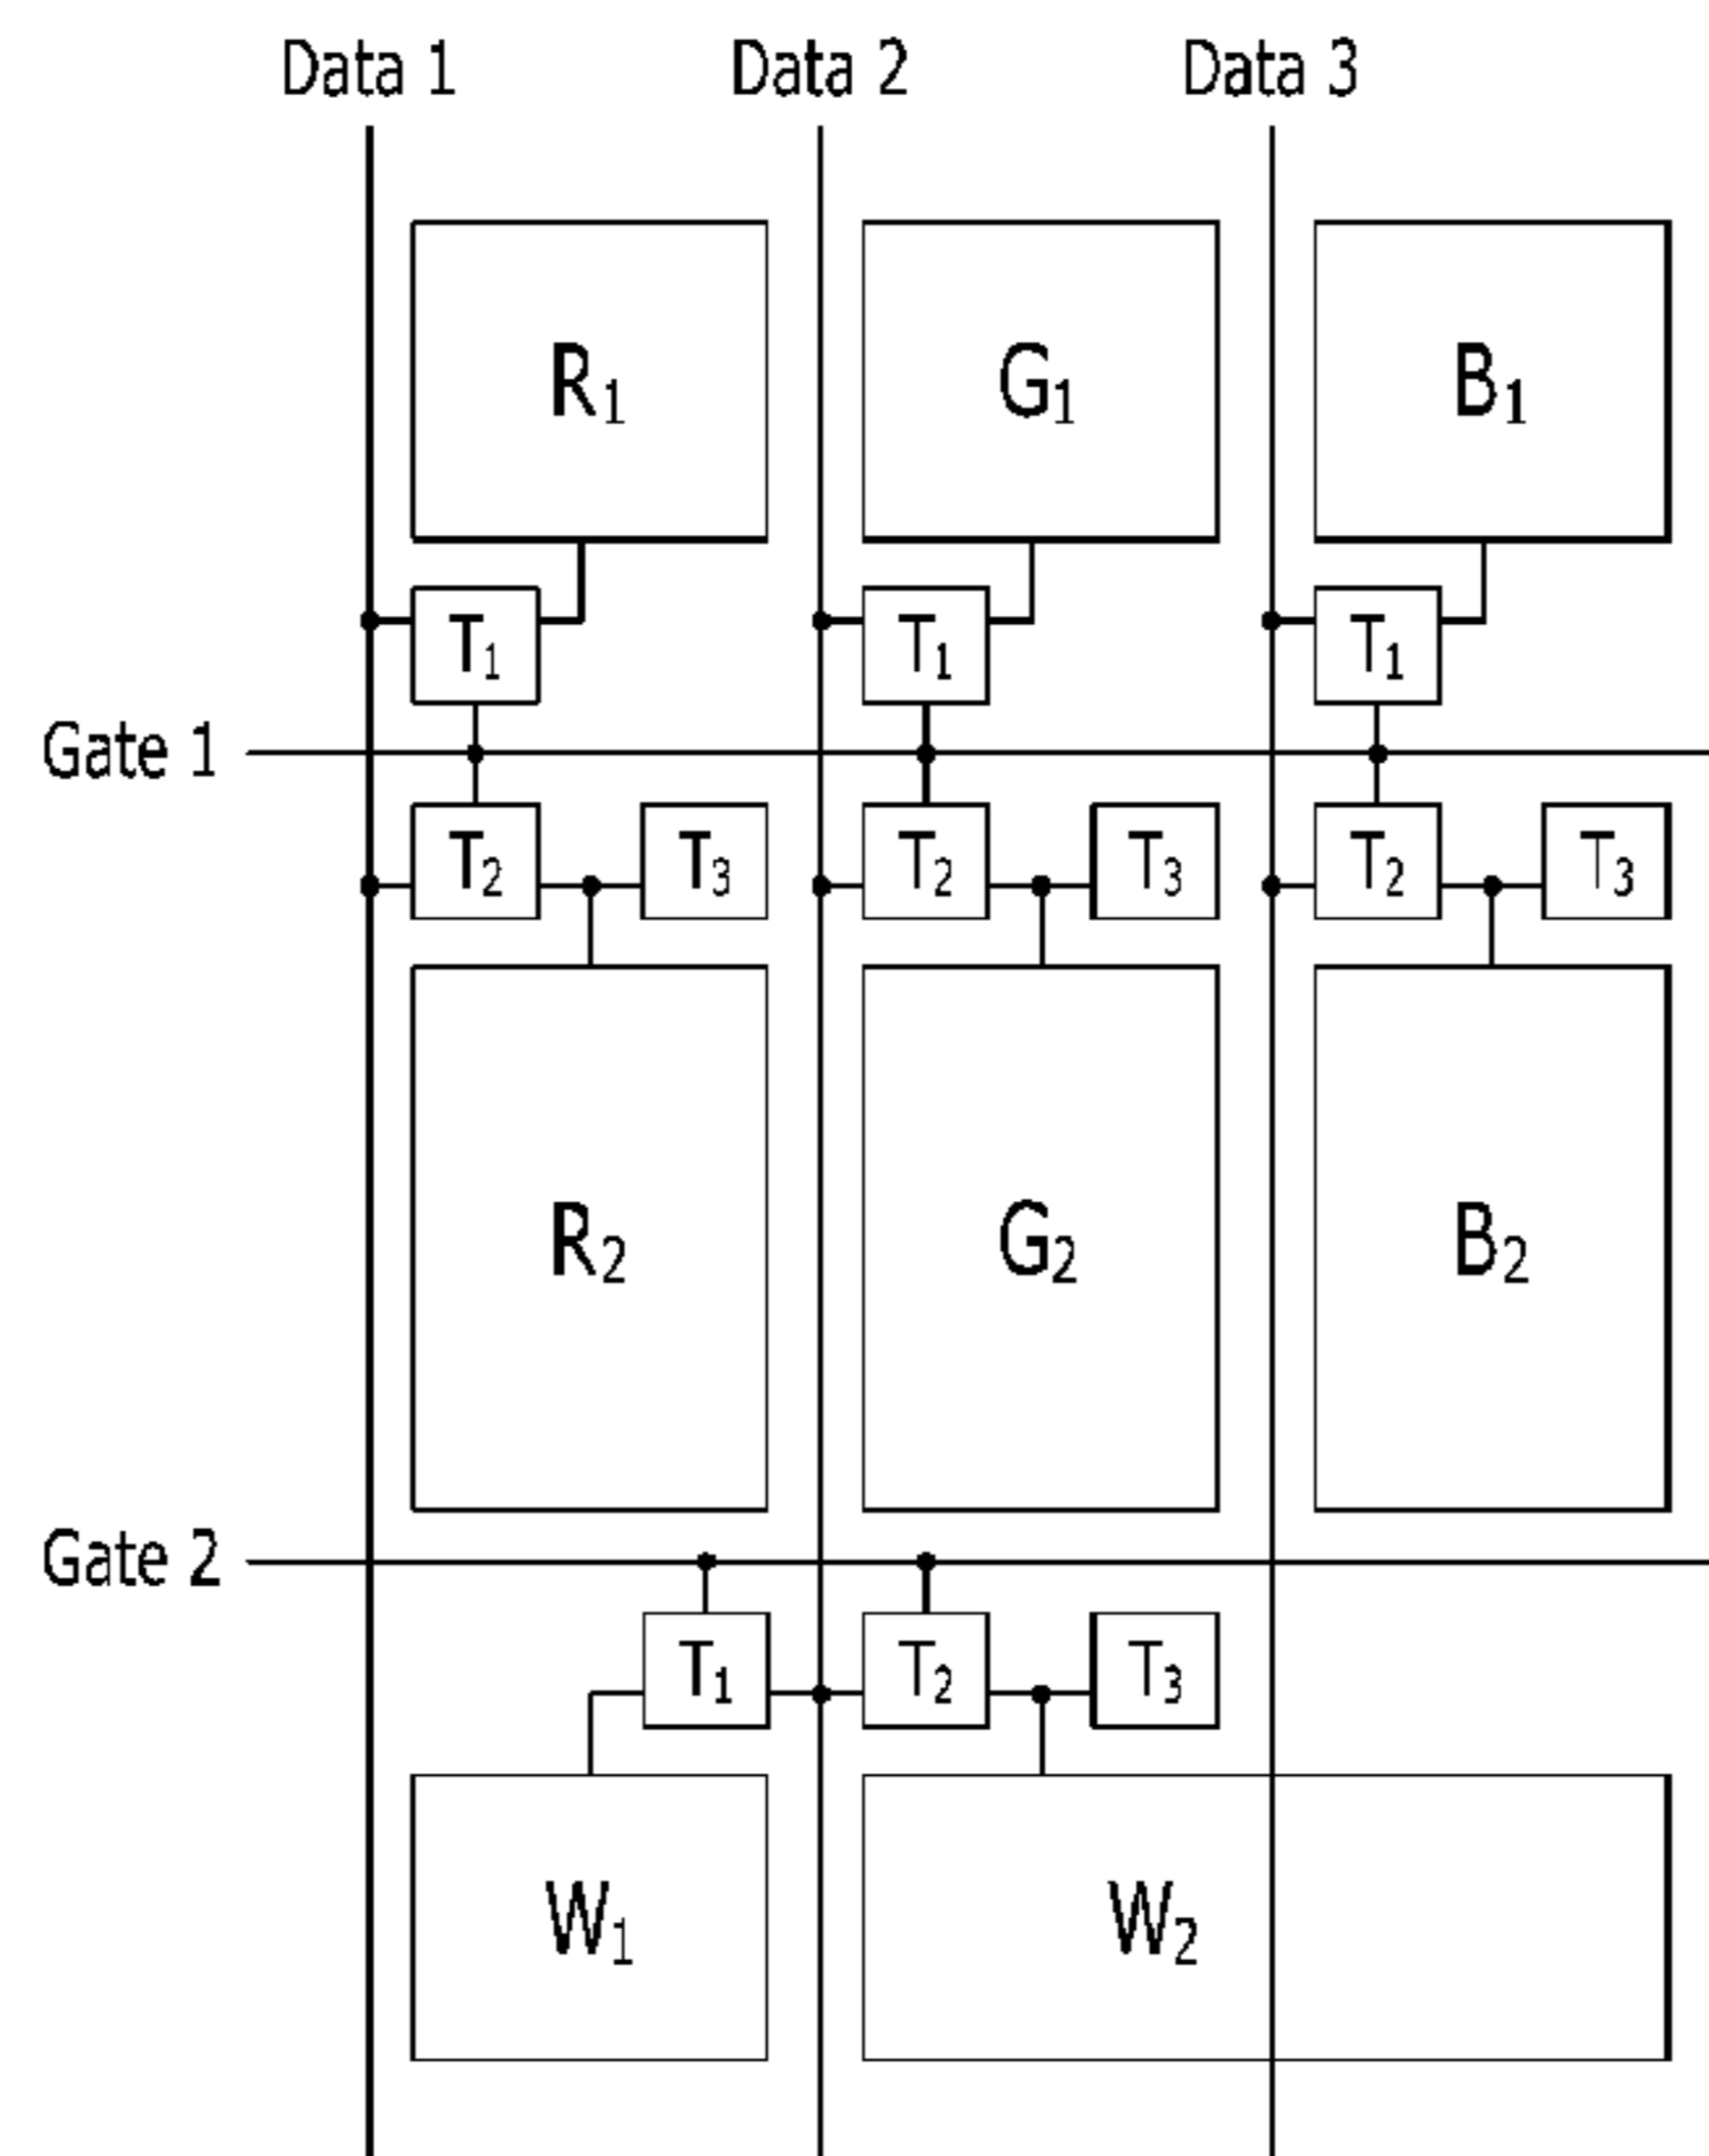 Data 1 Data 2 Data 3
R1 G1 B1
T1 T1 T1
Gate 1
T2 T3 T2 T3 T2 T3
R2 G2 B2
Gate 2
T1 T2 T3
W1 W2